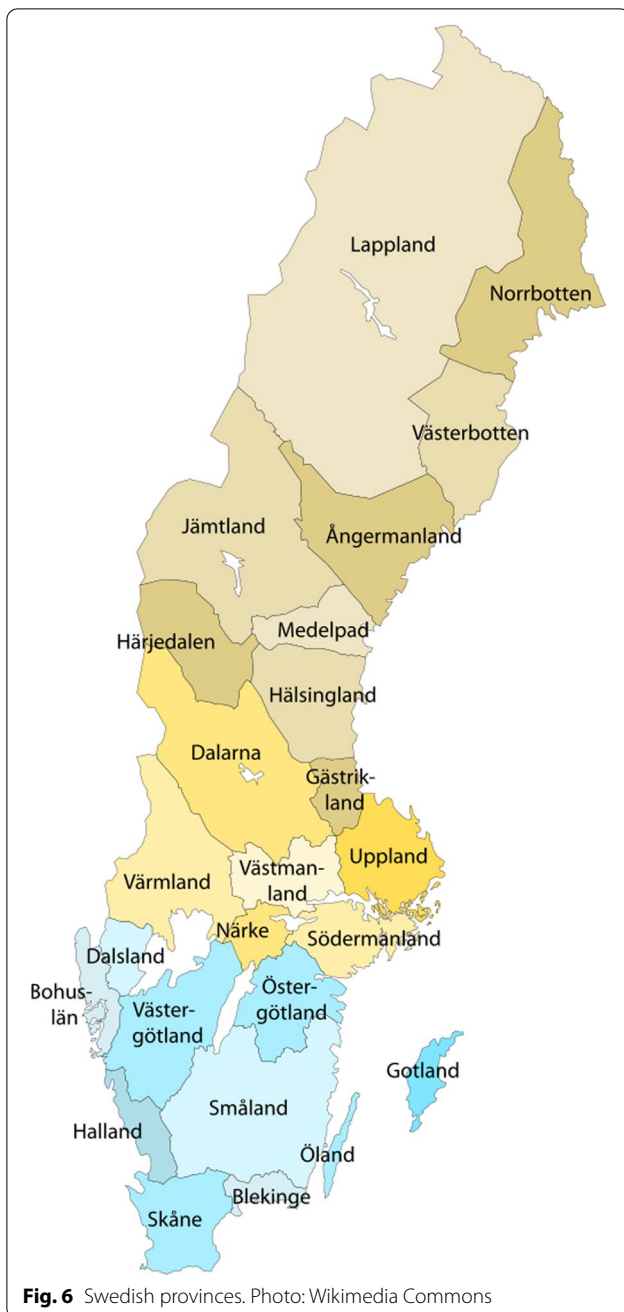 Lappland
Norrbotten
Västerbotten
Jämtland
Ångermanland
Medelpad
Härjedalen
Hälsingland
Dalarna
Gästrik-
land
Uppland
Västman-
land
Värmland
Närke
Södermanland
Dalsland
Bohus-
län
Väster-
götland
Öster-
götland
Gotland
Småland
Halland
Öland
Blekinge
Skåne
Fig. 6 Swedish provinces. Photo: Wikimedia Commons